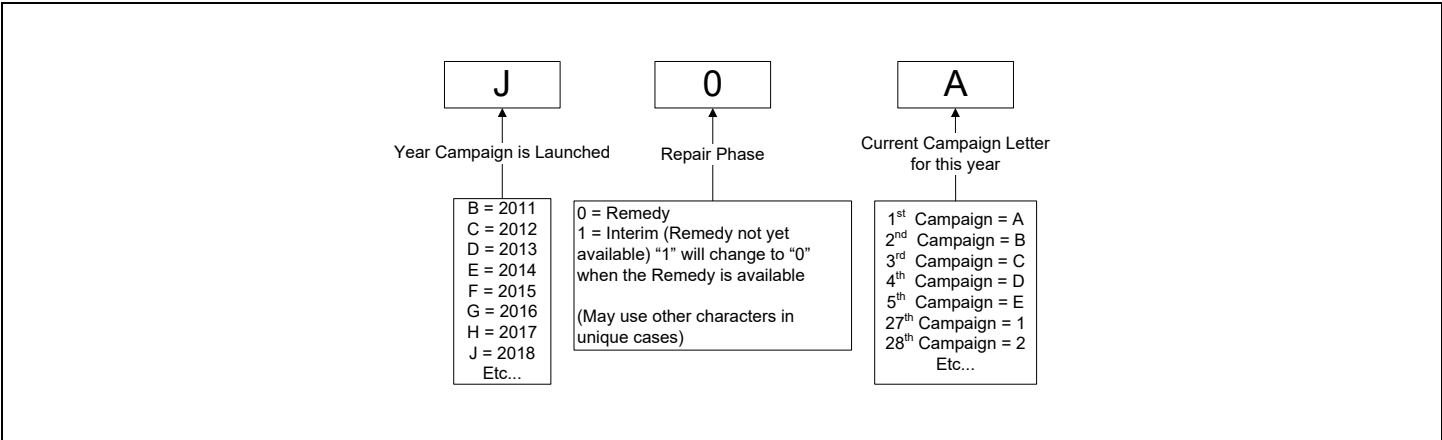 J
0
A
Year Campaign is Launched
Repair Phase
Current Campaign Letter
for this year
B = 2011
C = 2012
D = 2013
E = 2014
F = 2015
G = 2016
H = 2017
J = 2018
Etc...
0 = Remedy
1 = Interim (Remedy not yet
available) “1” will change to “0”
when the Remedy is available
(May use other characters in
unique cases)
1st Campaign = A
2nd Campaign = B
3rd Campaign = C
4th Campaign = D
5th Campaign = E
27th Campaign = 1
28th Campaign = 2
Etc...